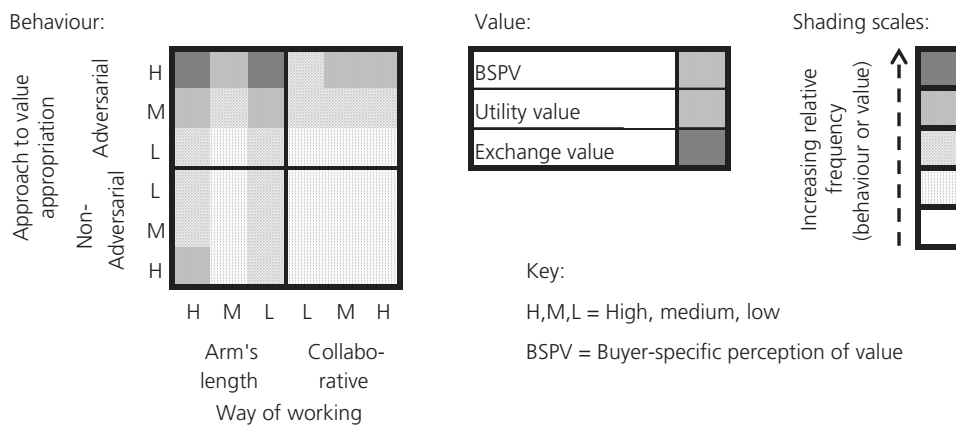 Behaviour:
Value:
Shading scales:
Approach to value
appropriation
Adversarial
Non-
Adversarial
H
M
L
L
M
H
H M L L M H
Arm's
length
Collabo-
rative
Way of working
BSPV
Utility value
Exchange value
Increasing relative
frequency
(behaviour or value)
Key:
H,M,L = High, medium, low
BSPV = Buyer-specific perception of value